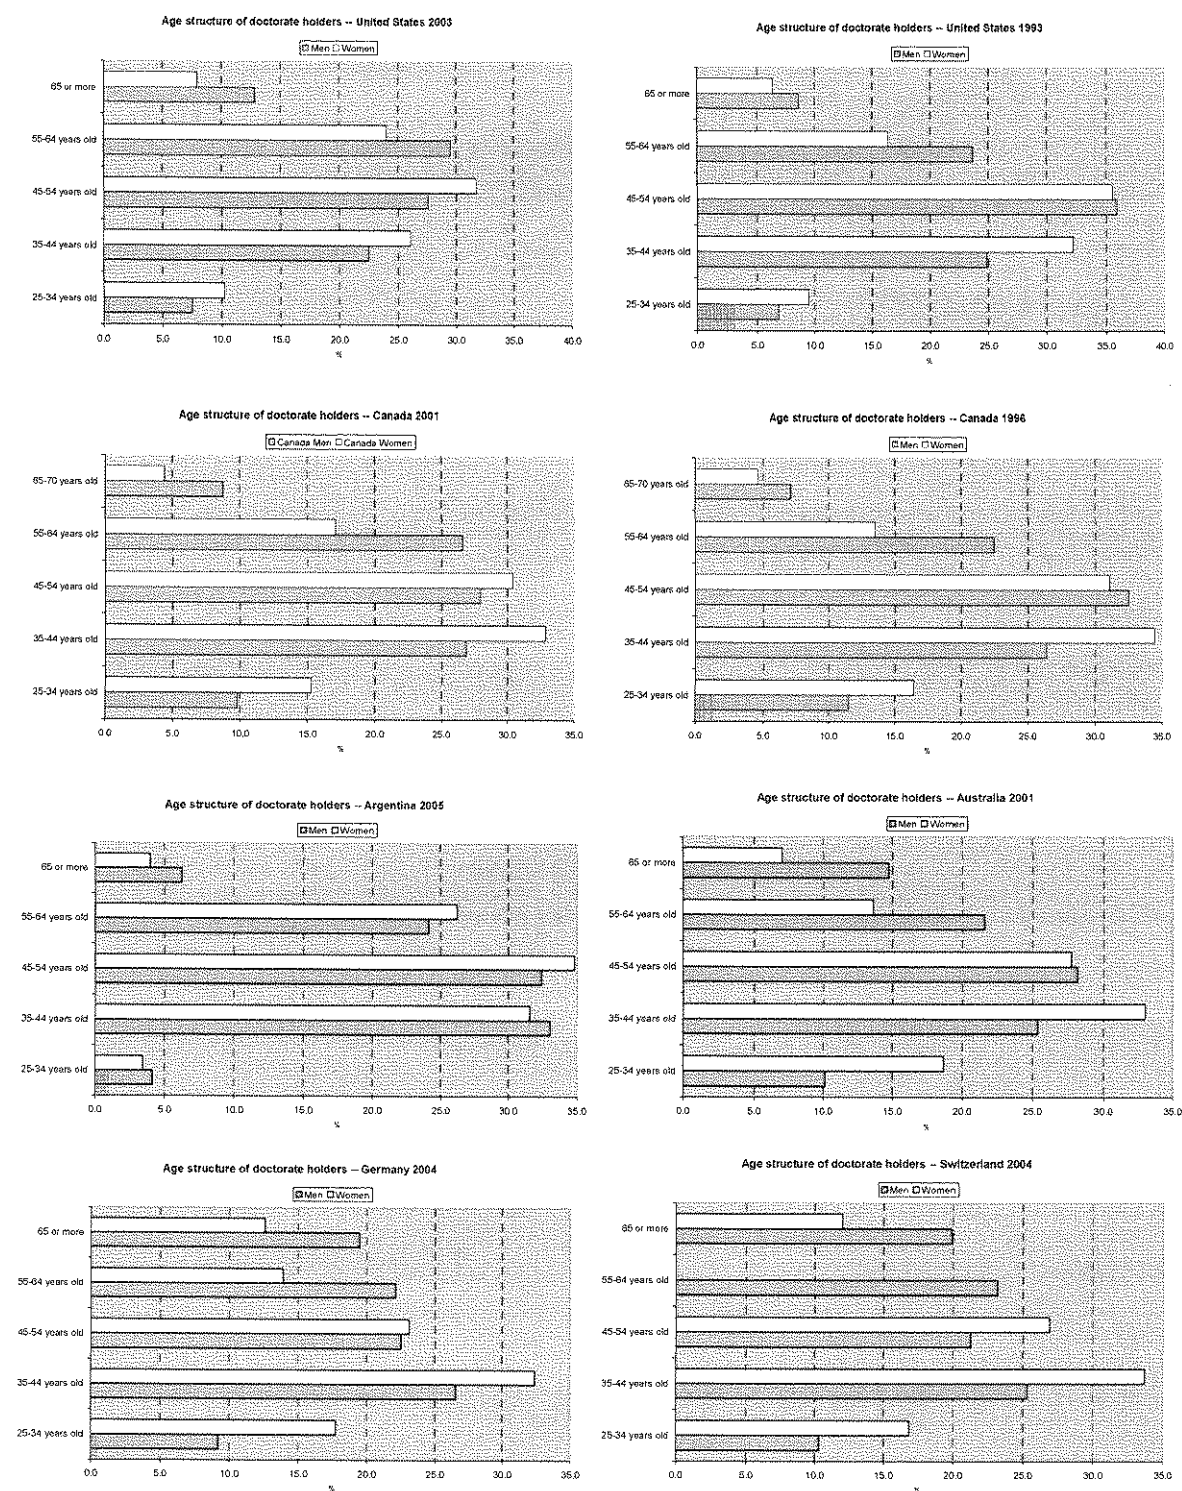 Age structure of doctorate holders -- United States 2003
Men Women
65 or more
55-64 years old
45-54 years old
35-44 years old
25-34 years old
0.0 5.0 10.0 15.0 20.0 25.0 30.0 35.0 40.0
%
Age structure of doctorate holders -- United States 1993
Men Women
65 or more
55-64 years old
45-54 years old
35-44 years old
25-34 years old
0.0 5.0 10.0 15.0 20.0 25.0 30.0 35.0 40.0
%
Age structure of doctorate holders -- Canada 2001
Canada Men Canada Women
65-70 years old
55-64 years old
45-54 years old
35-44 years old
25-34 years old
0.0 5.0 10.0 15.0 20.0 25.0 30.0 35.0
%
Age structure of doctorate holders -- Canada 1996
Men Women
65-70 years old
55-64 years old
45-54 years old
35-44 years old
25-34 years old
0.0 5.0 10.0 15.0 20.0 25.0 30.0 35.0
%
Age structure of doctorate holders -- Argentina 2005
Men Women
65 or more
55-64 years old
45-54 years old
35-44 years old
25-34 years old
0.0 5.0 10.0 15.0 20.0 25.0 30.0 35.0
%
Age structure of doctorate holders -- Australia 2001
Men Women
65 or more
55-64 years old
45-54 years old
35-44 years old
25-34 years old
0.0 5.0 10.0 15.0 20.0 25.0 30.0 35.0
%
Age structure of doctorate holders -- Germany 2004
Men Women
65 or more
55-64 years old
45-54 years old
35-44 years old
25-34 years old
0.0 5.0 10.0 15.0 20.0 25.0 30.0 35.0
%
Age structure of doctorate holders -- Switzerland 2004
Men Women
65 or more
55-64 years old
45-54 years old
35-44 years old
25-34 years old
0.0 5.0 10.0 15.0 20.0 25.0 30.0 35.0
%